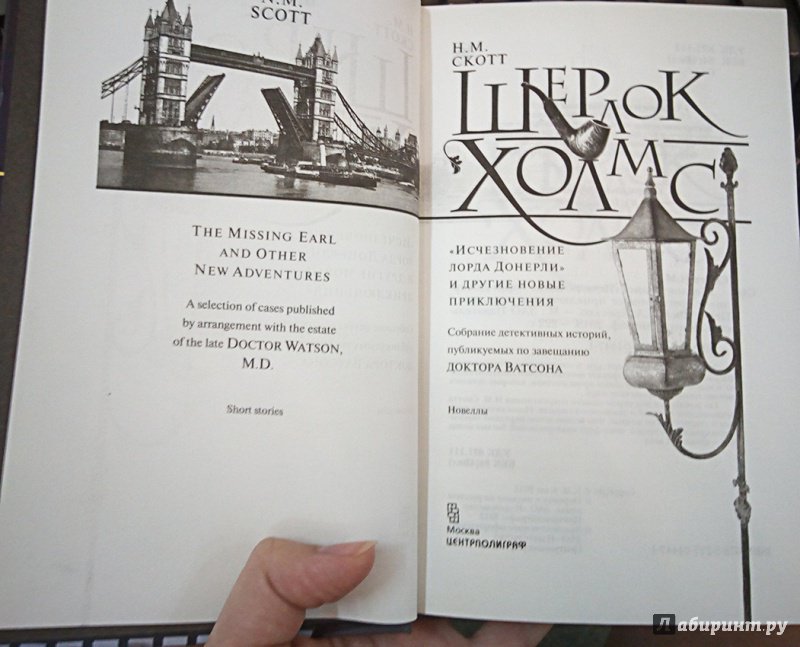 N.M.
SCOTT
THE MISSING EARL
AND OTHER
NEW ADVENTURES
A selection of cases published
by arrangement with the estate
of the late DOCTOR WATSON,
M.D.
Short stories
Н.М.
СКОТТ
ШЕРЛОК
ХОЛМС
«ИСЧЕЗНОВЕНИЕ
ЛОРДА ДОНЕРЛИ»
И ДРУГИЕ НОВЫЕ
ПРИКЛЮЧЕНИЯ
Собрание детективных историй,
публикуемых по завещанию
ДОКТОРА ВАТСОНА
Новеллы
Москва
ЦЕНТРПОЛИГРАФ
Лабиринт.ру